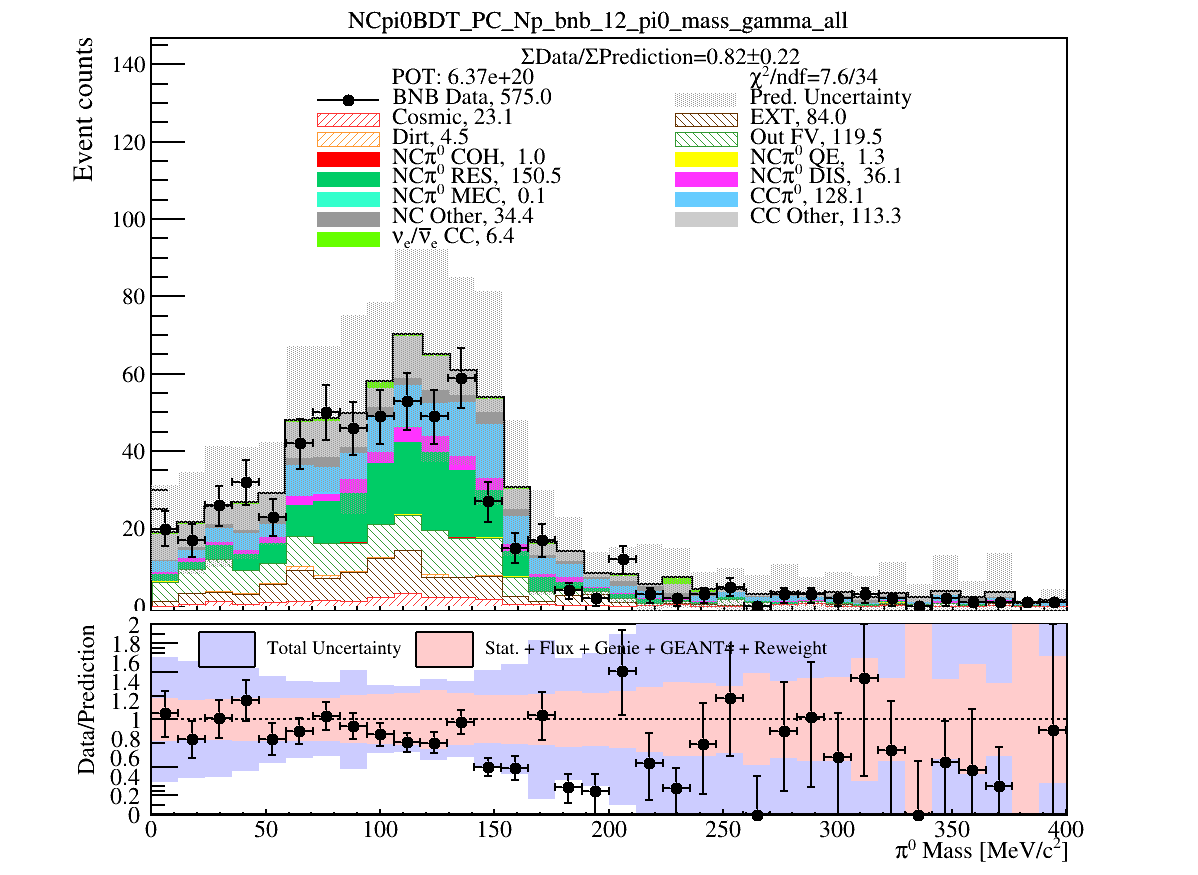 NCpi0BDT_PC_Np_bnb_12_pi0_mass_gamma_all
ΣData/ΣPrediction=0.82±0.22
POT: 6.37e+20
χ²/ndf=7.6/34
BNB Data, 575.0
Pred. Uncertainty
Cosmic, 23.1
EXT, 84.0
Dirt, 4.5
Out FV, 119.5
NCπ⁰ COH, 1.0
NCπ⁰ QE, 1.3
NCπ⁰ RES, 150.5
NCπ⁰ DIS, 36.1
NCπ⁰ MEC, 0.1
CCπ⁰, 128.1
NC Other, 34.4
CC Other, 113.3
νₑ/ν̅ₑ CC, 6.4
Event counts
140
120
100
80
60
40
20
0
Data/Prediction
Total Uncertainty
Stat. + Flux + Genie + GEANT4 + Reweight
2
1.8
1.6
1.4
1.2
1
0.8
0.6
0.4
0.2
0
0 50 100 150 200 250 300 350 400
π⁰ Mass [MeV/c²]